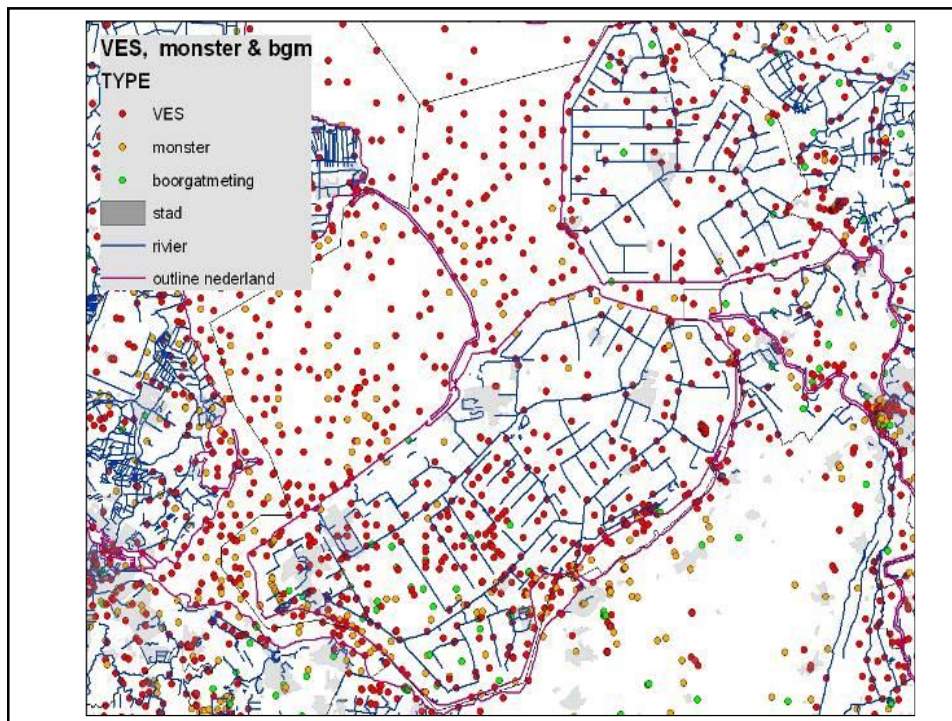 VES, monster & bgm
TYPE
VES
monster
boorgatmeting
stad
rivier
outline nederland